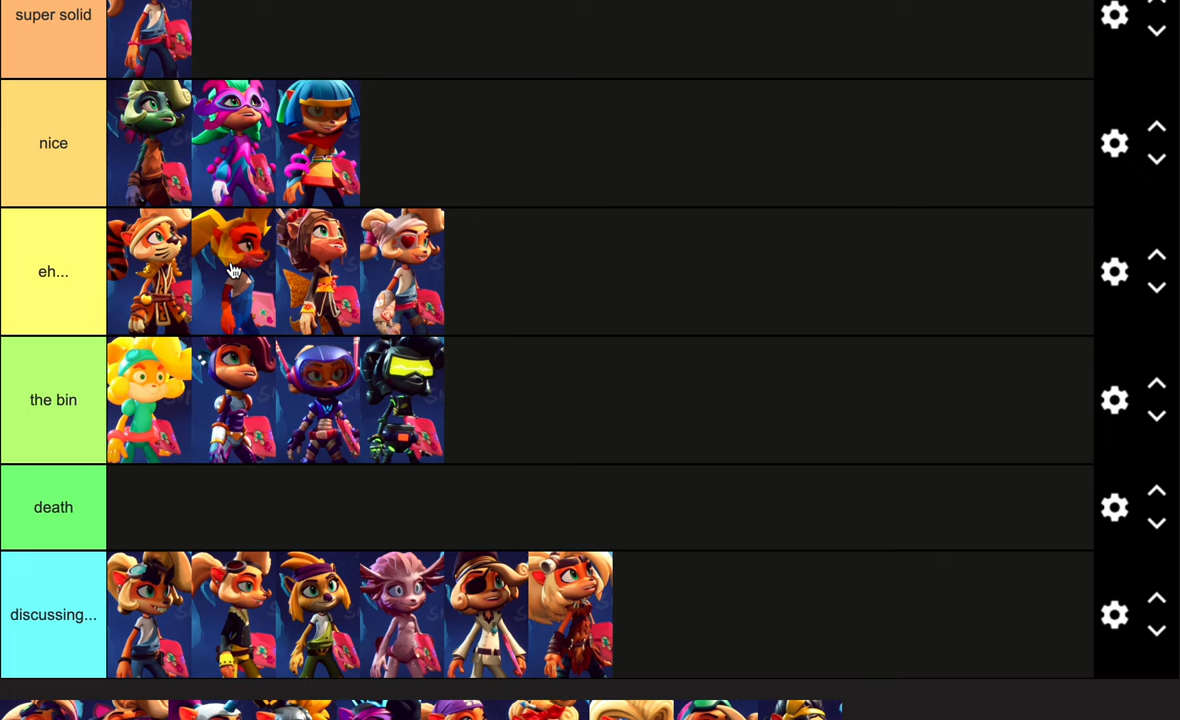 super solid
nice
eh...
the bin
death
discussing...